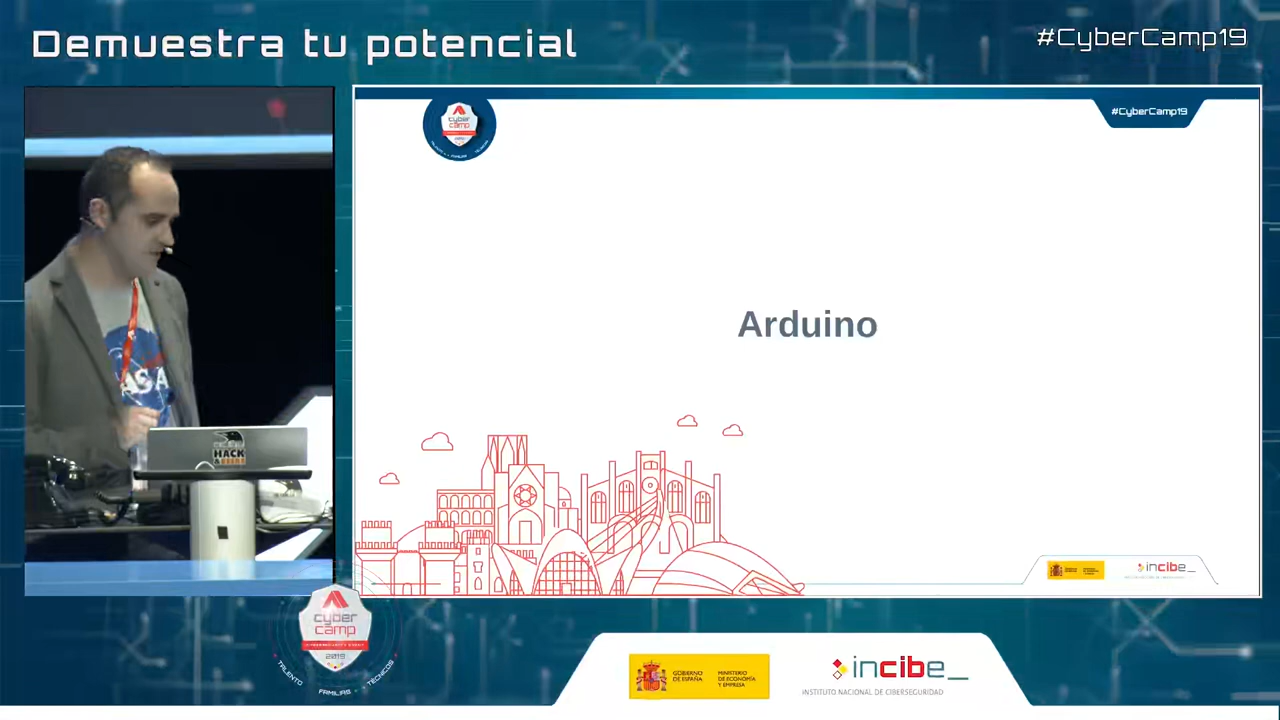 Demuestra tu potencial
#CyberCamp19
cyber
camp
#CyberCamp19
Arduino
NASA
HACK
&
incibe_
cyber
camp
2019
TALENTO
FAMILIAS
TÉCNICOS
GOBIERNO
DE ESPAÑA
MINISTERIO
DE ECONOMÍA
Y EMPRESA
incibe_
INSTITUTO NACIONAL DE CIBERSEGURIDAD